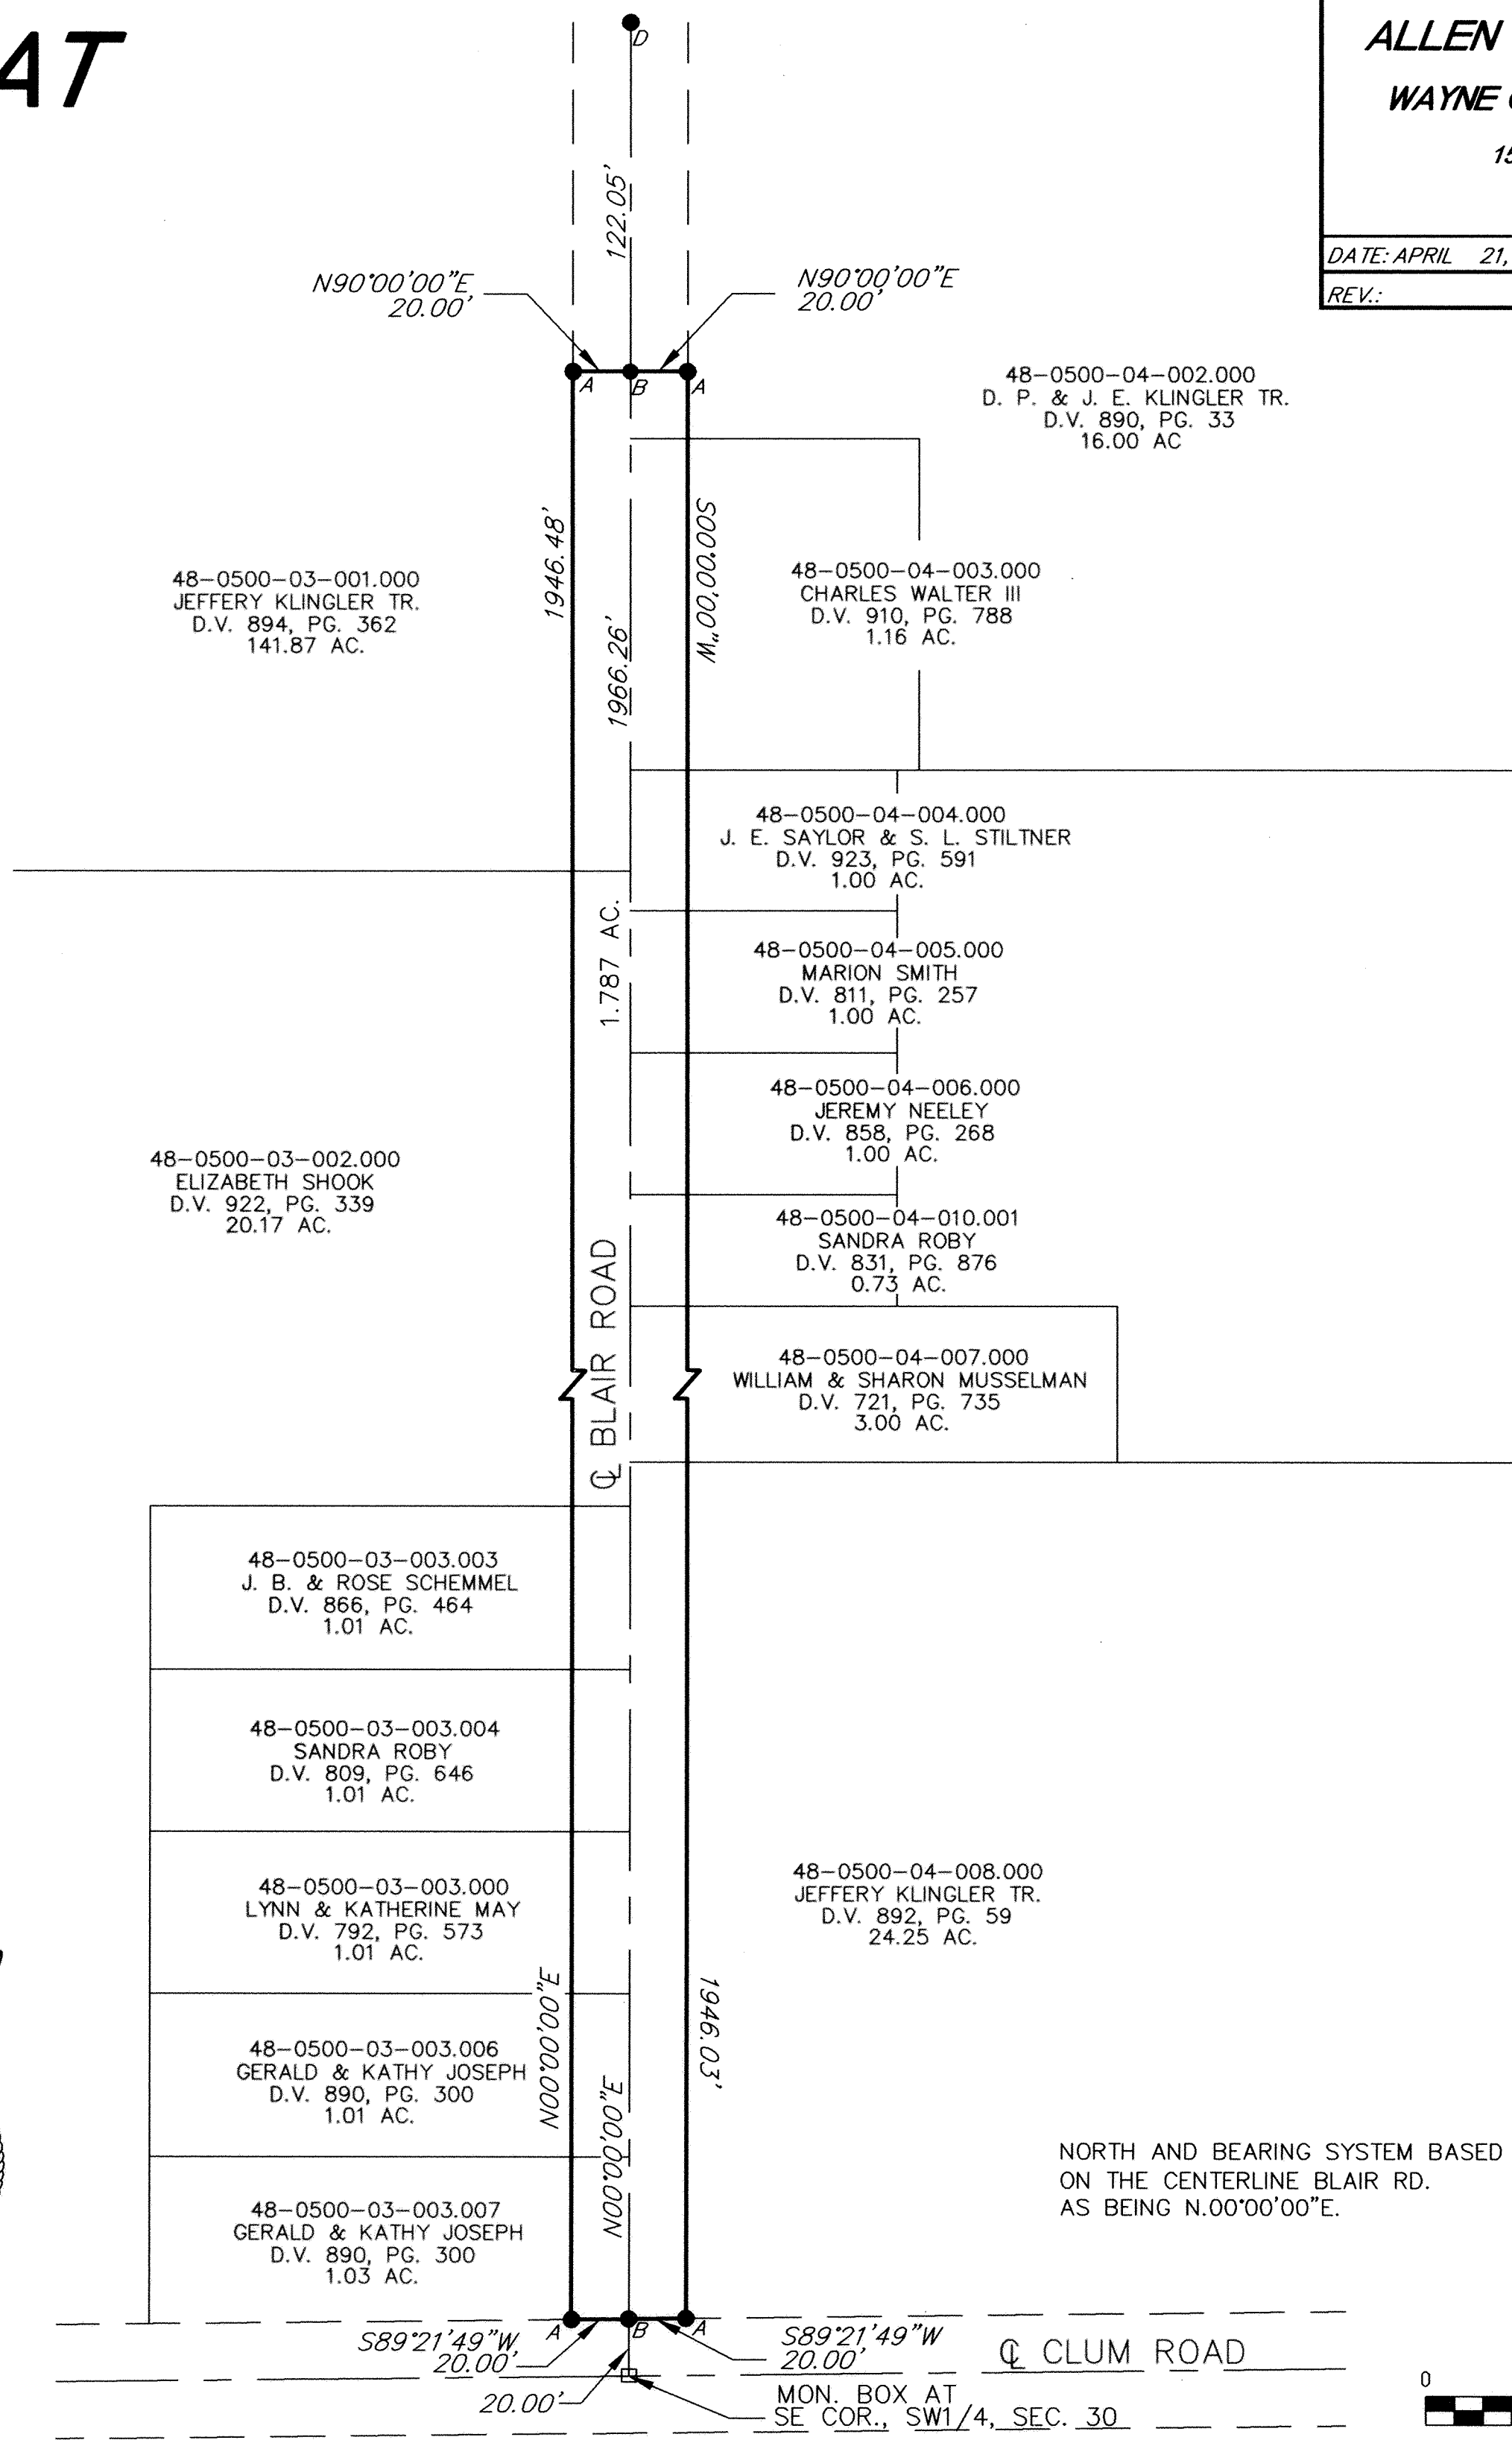 AT
ALLEN
WAYNE
15
DATE: APRIL 21,
REV.:
D
122.05'
N90°00'00"E
20.00'
N90°00'00"E
20.00'
A
B
A
48-0500-04-002.000
D. P. & J. E. KLINGLER TR.
D.V. 890, PG. 33
16.00 AC
1946.48'
1966.26'
S00°00'00"W
48-0500-03-001.000
JEFFERY KLINGLER TR.
D.V. 894, PG. 362
141.87 AC.
48-0500-04-003.000
CHARLES WALTER III
D.V. 910, PG. 788
1.16 AC.
48-0500-04-004.000
J. E. SAYLOR & S. L. STILTNER
D.V. 923, PG. 591
1.00 AC.
1.787 AC.
48-0500-04-005.000
MARION SMITH
D.V. 811, PG. 257
1.00 AC.
48-0500-04-006.000
JEREMY NEELEY
D.V. 858, PG. 268
1.00 AC.
48-0500-03-002.000
ELIZABETH SHOOK
D.V. 922, PG. 339
20.17 AC.
48-0500-04-010.001
SANDRA ROBY
D.V. 831, PG. 876
0.73 AC.
℄ BLAIR ROAD
48-0500-04-007.000
WILLIAM & SHARON MUSSELMAN
D.V. 721, PG. 735
3.00 AC.
48-0500-03-003.003
J. B. & ROSE SCHEMMEL
D.V. 866, PG. 464
1.01 AC.
48-0500-03-003.004
SANDRA ROBY
D.V. 809, PG. 646
1.01 AC.
48-0500-03-003.000
LYNN & KATHERINE MAY
D.V. 792, PG. 573
1.01 AC.
48-0500-04-008.000
JEFFERY KLINGLER TR.
D.V. 892, PG. 59
24.25 AC.
N00°00'00"E
N00°00'00"E
1946.03'
48-0500-03-003.006
GERALD & KATHY JOSEPH
D.V. 890, PG. 300
1.01 AC.
48-0500-03-003.007
GERALD & KATHY JOSEPH
D.V. 890, PG. 300
1.03 AC.
NORTH AND BEARING SYSTEM BASED
ON THE CENTERLINE BLAIR RD.
AS BEING N.00°00'00"E.
A
B
A
S89°21'49"W
20.00'
S89°21'49"W
20.00'
℄ CLUM ROAD
20.00'
MON. BOX AT
SE COR., SW1/4, SEC. 30
0